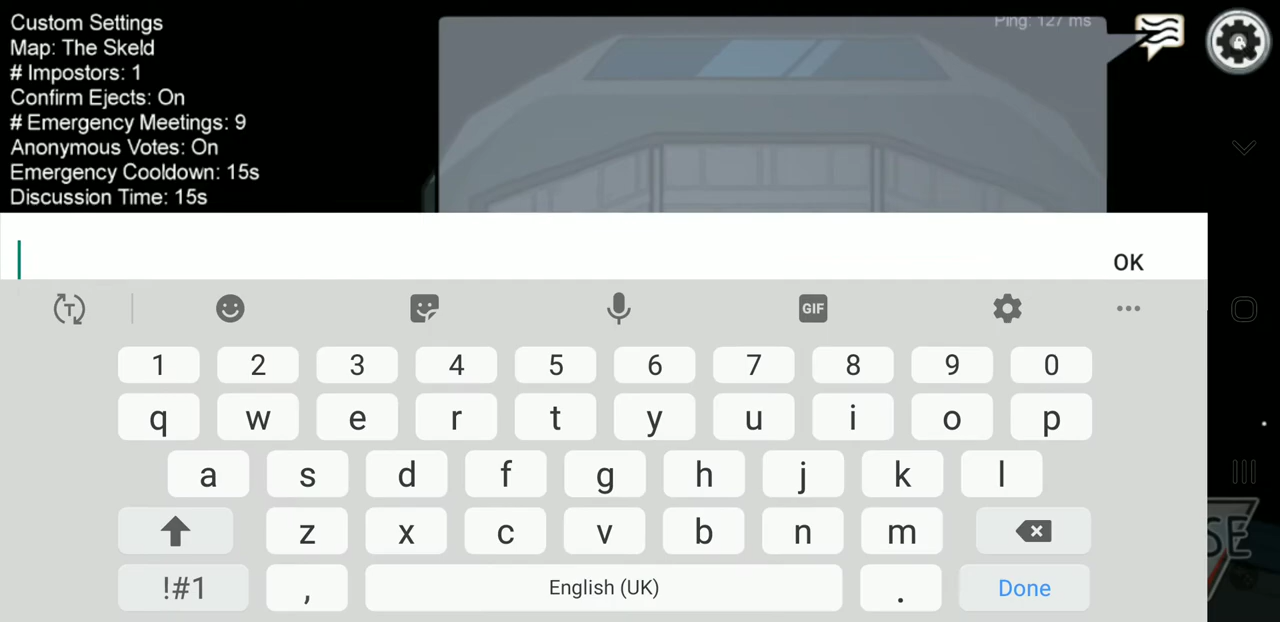 Custom Settings
Map: The Skeld
# Impostors: 1
Confirm Ejects: On
# Emergency Meetings: 9
Anonymous Votes: On
Emergency Cooldown: 15s
Discussion Time: 15s
Ping: 127 ms
OK
GIF
1 2 3 4 5 6 7 8 9 0
q w e r t y u i o p
a s d f g h j k l
z x c v b n m
!#1 , English (UK) . Done